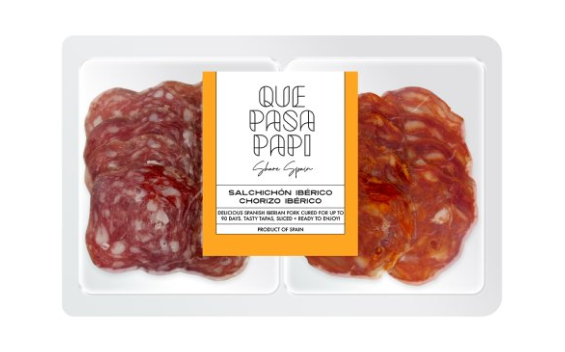 QUE
PASA
PAPI
Share Spain
SALCHICHÓN IBÉRICO
CHORIZO IBÉRICO
DELICIOUS SPANISH IBERIAN PORK CURED FOR UP TO
90 DAYS. TASTY TAPAS, SLICED + READY TO ENJOY!
PRODUCT OF SPAIN